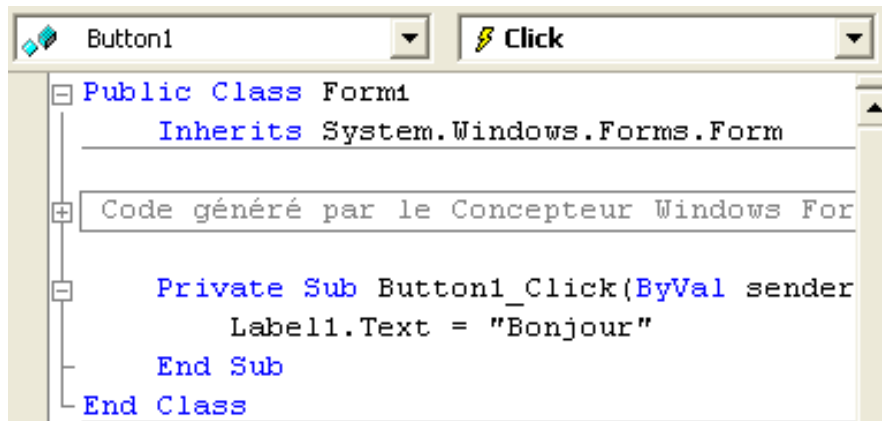 Button1 Click
Public Class Form1
Inherits System.Windows.Forms.Form
Code généré par le Concepteur Windows For
Private Sub Button1_Click(ByVal sender
Label1.Text = "Bonjour"
End Sub
End Class